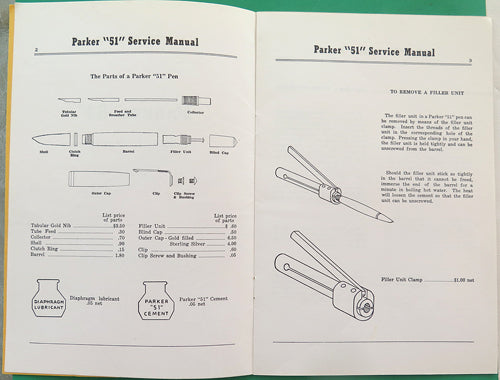 Parker "51" Service Manual
2
The Parts of a Parker "51" Pen
Tubular
Gold Nib
Feed and
Breather Tube
Collector
Shell
Clutch
Ring
Barrel
Filler Unit
Blind Cap
Outer Cap
Clip
Clip Screw
& Bushing
List price
of parts
Tubular Gold Nib $3.50
Tube Feed .30
Collector .70
Shell .90
Clutch Ring .15
Barrel 1.80
List price
of parts
Filler Unit $ .60
Blind Cap .50
Outer Cap - Gold filled 6.50
Sterling Silver 4.00
Clip .60
Clip Screw and Bushing .05
DIAPHRAGM
LUBRICANT
Diaphragm lubricant
.05 net
PARKER
"51"
CEMENT
Parker "51" Cement
.05 net
Parker "51" Service Manual
3
TO REMOVE A FILLER UNIT
The filler unit in a Parker "51" pen can
be removed by means of the filler unit
clamp. Insert the threads of the filler
unit in the corresponding hole of the
clamp. Pressing the clamp in your hand,
the filler unit is held tightly and can be
unscrewed from the barrel.
Should the filler unit stick so tightly
in the barrel that it cannot be freed,
immerse the end of the barrel for a
minute in boiling hot water. The heat
will loosen the cement so that the filler
unit can be unscrewed.
Filler Unit Clamp $1.00 net